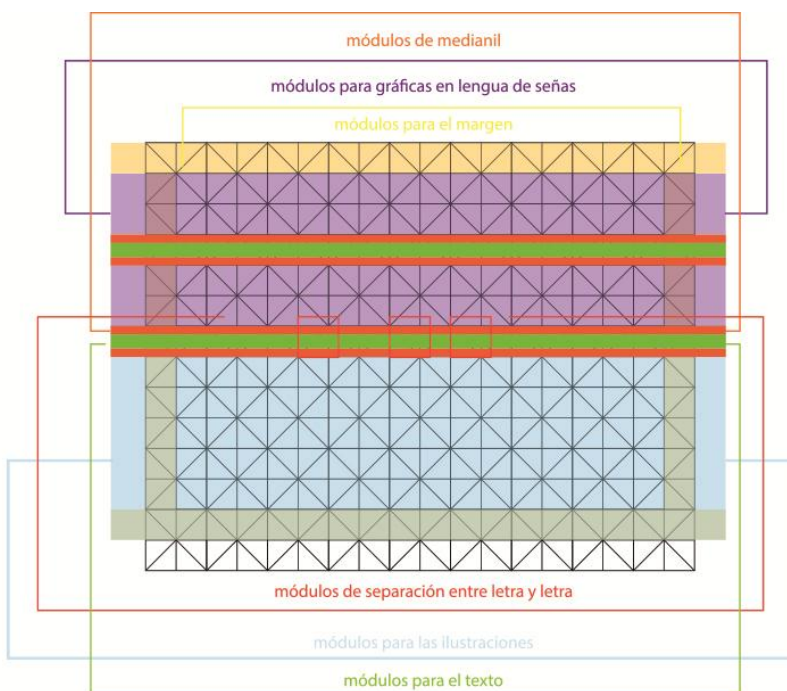 módulos de medianil
módulos para gráficas en lengua de señas
módulos para el margen
módulos de separación entre letra y letra
módulos para las ilustraciones
módulos para el texto